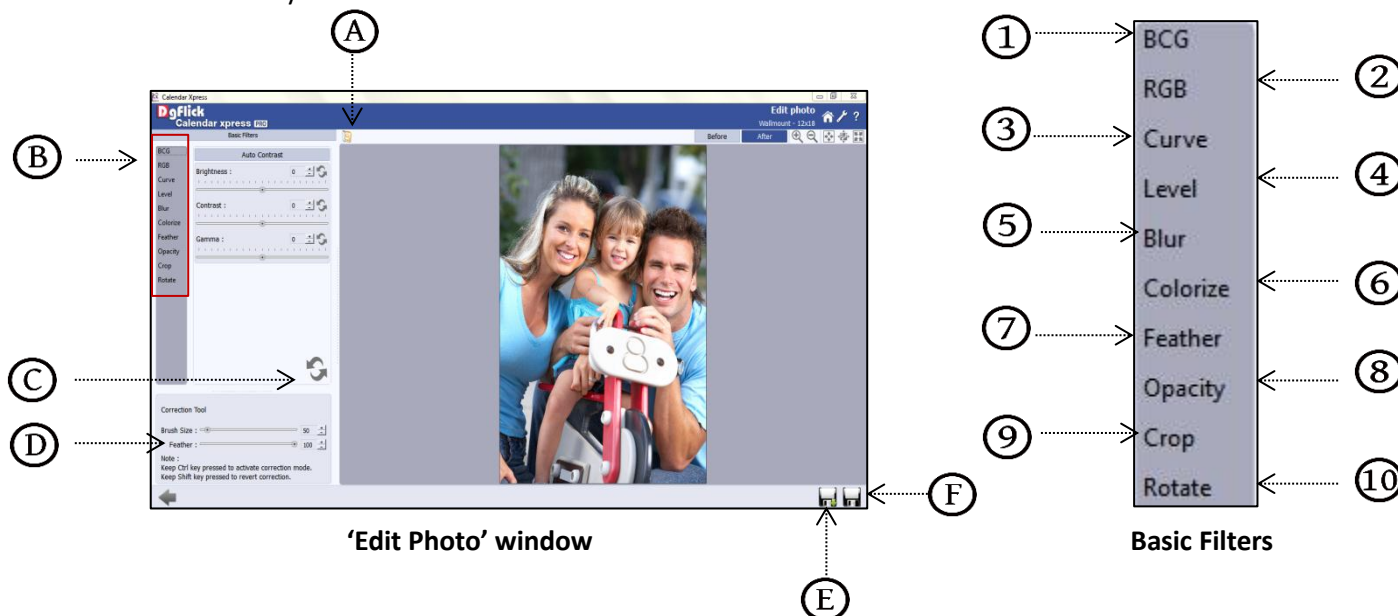 A
B
C
D
E
F
Calendar Xpress
DgFlick
Calendar xpress PRO
Edit photo
Wallmount - 12x18
?
Basic Filters
Before
After
BCG
RGB
Curve
Level
Blur
Colorize
Feather
Opacity
Crop
Rotate
Auto Contrast
Brightness : 0
Contrast : 0
Gamma : 0
Correction Tool
Brush Size : 50
Feather : 100
Note :
Keep Ctrl key pressed to activate correction mode.
Keep Shift key pressed to revert correction.
‘Edit Photo’ window
1 BCG
RGB 2
3 Curve
Level 4
5 Blur
Colorize 6
7 Feather
Opacity 8
9 Crop
Rotate 10
Basic Filters